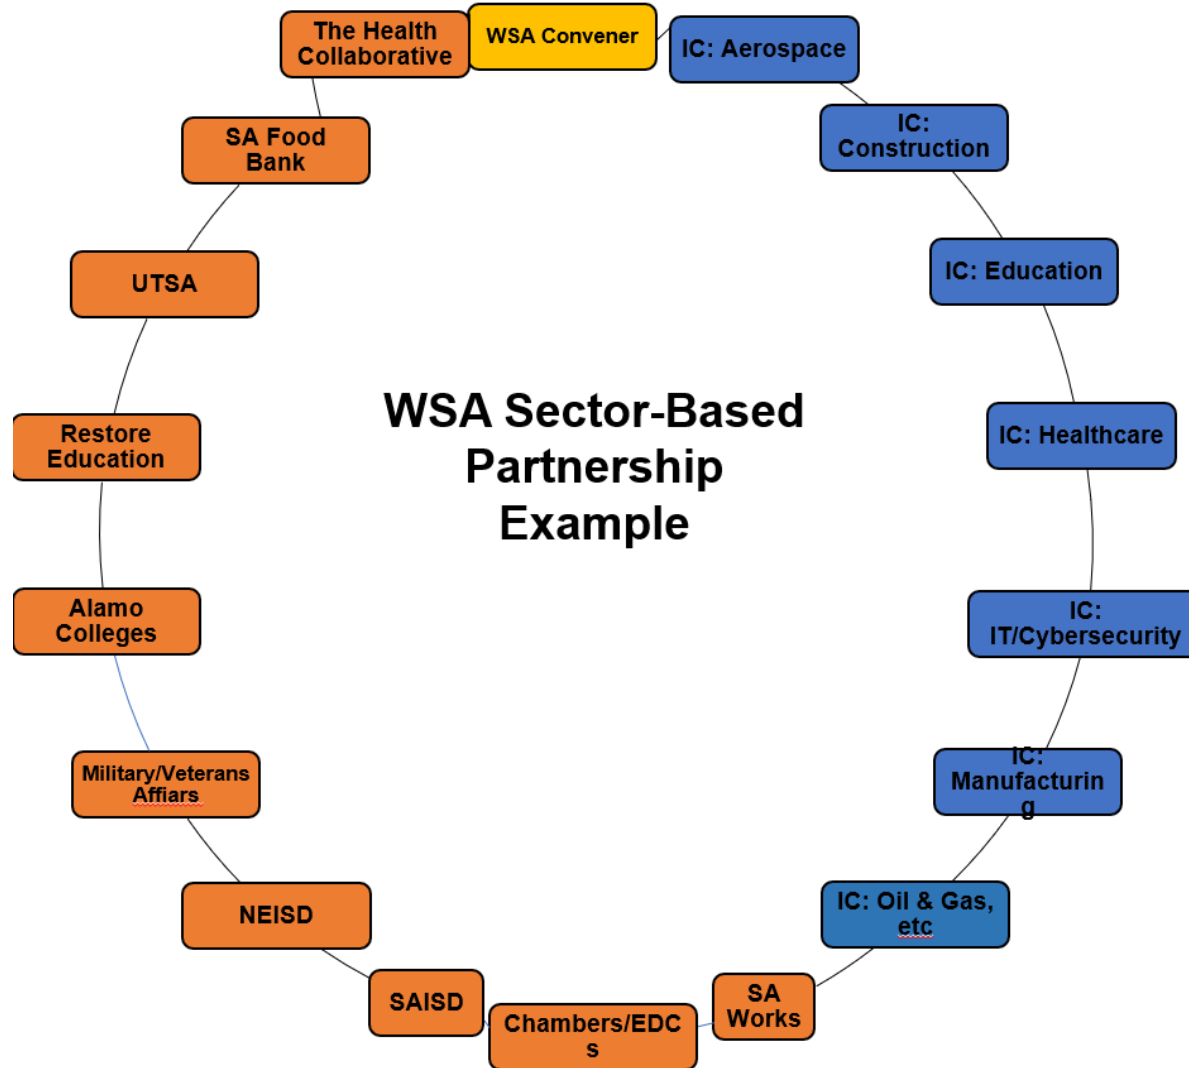 The Health
Collaborative
WSA Convener
IC: Aerospace
IC:
Construction
SA Food
Bank
IC: Education
UTSA
WSA Sector-Based
Partnership
Example
Restore
Education
IC: Healthcare
Alamo
Colleges
IC:
IT/Cybersecurity
Military/Veterans
Affiars
IC:
Manufacturin
g
NEISD
IC: Oil & Gas,
etc
SAISD
Chambers/EDC
s
SA
Works